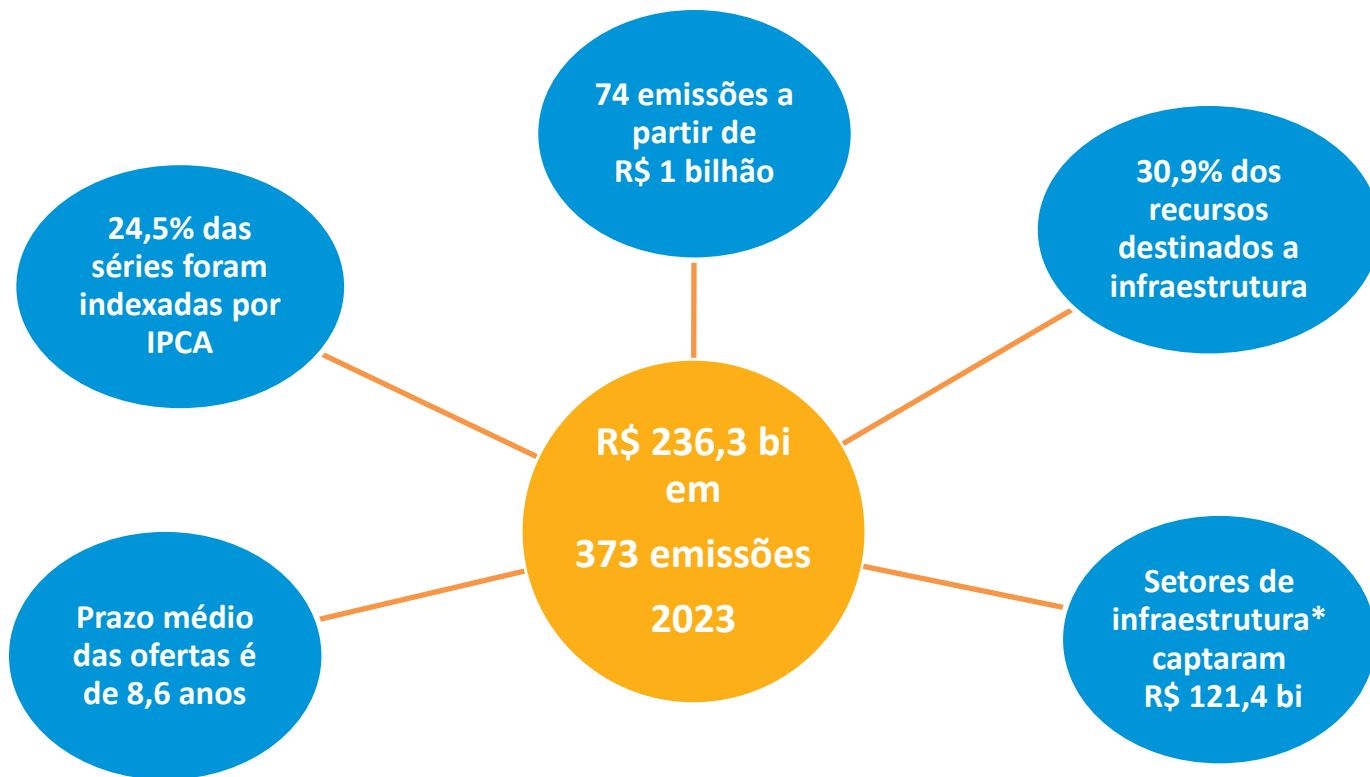 74 emissões a
partir de
R$ 1 bilhão
24,5% das
séries foram
indexadas por
IPCA
30,9% dos
recursos
destinados a
infraestrutura
R$ 236,3 bi
em
373 emissões
2023
Prazo médio
das ofertas é
de 8,6 anos
Setores de
infraestrutura*
captaram
R$ 121,4 bi